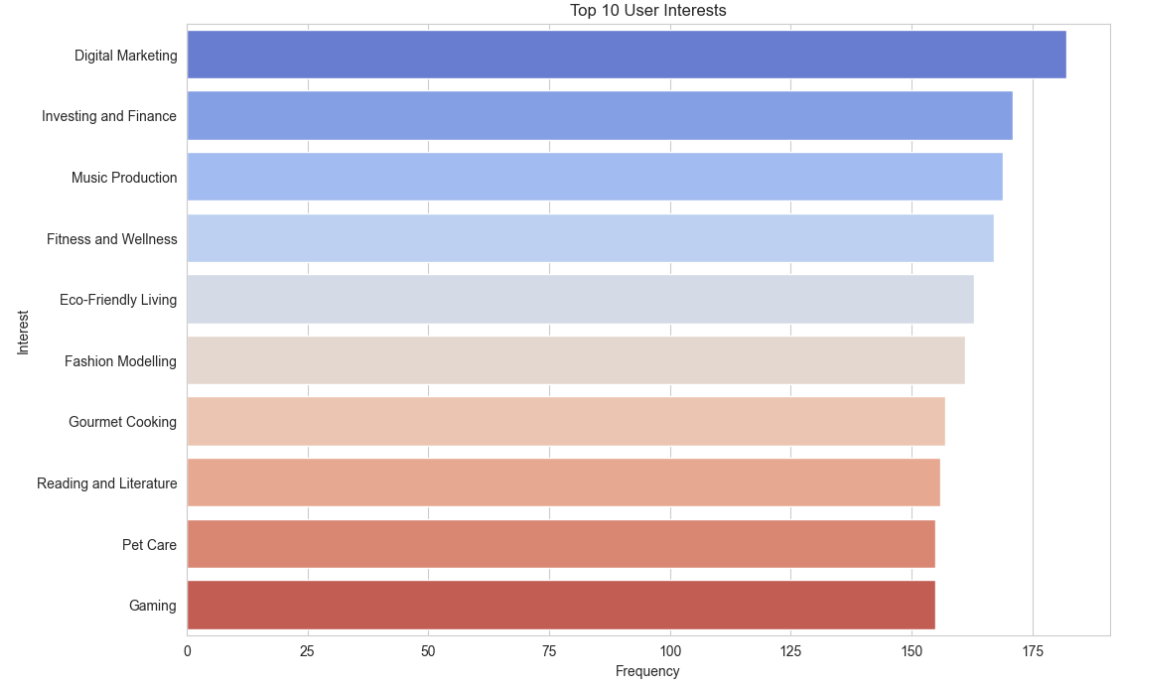 Top 10 User Interests
Digital Marketing
Investing and Finance
Music Production
Fitness and Wellness
Eco-Friendly Living
Fashion Modelling
Gourmet Cooking
Reading and Literature
Pet Care
Gaming
Interest
0 25 50 75 100 125 150 175
Frequency